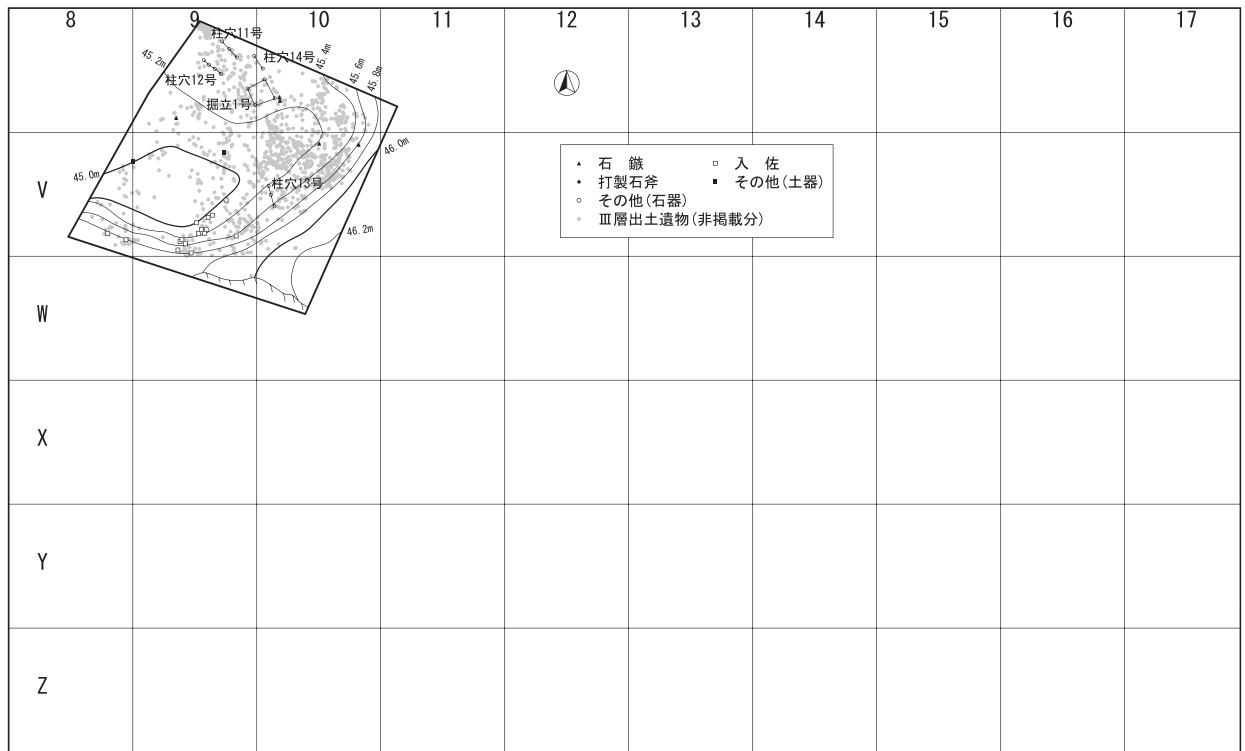 8 9 10 11 12 13 14 15 16 17
柱穴11号
柱穴14号
45.4m
45.6m
45.8m
45.2m
柱穴12号
掘立1号
46.0m
45.0m
柱穴13号
46.2m
石 鏃
入 佐
打製石斧
その他(土器)
その他(石器)
Ⅲ層出土遺物(非掲載分)
V
W
X
Y
Z